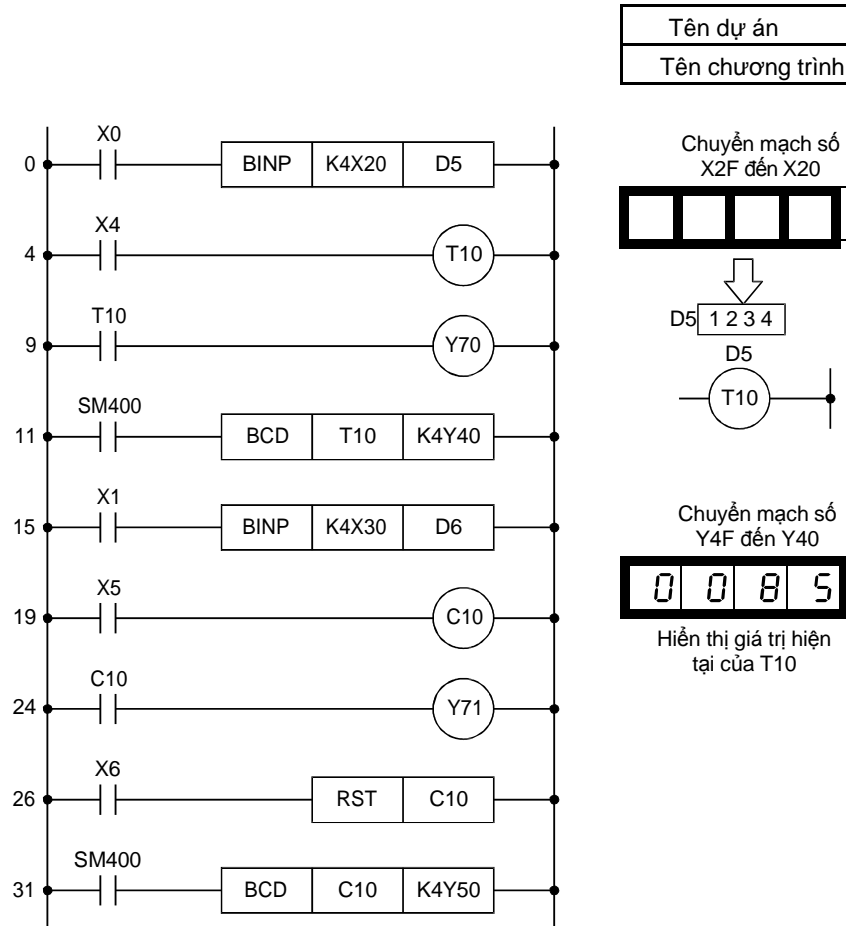 Tên dự án
Tên chương trình
X0
0 BINP K4X20 D5
X4
4 T10
T10
9 Y70
SM400
11 BCD T10 K4Y40
X1
15 BINP K4X30 D6
X5
19 C10
C10
24 Y71
X6
26 RST C10
SM400
31 BCD C10 K4Y50
Chuyển mạch số
X2F đến X20
D5 1 2 3 4
D5
T10
Chuyển mạch số
Y4F đến Y40
0 0 8 5
Hiển thị giá trị hiện
tại của T10